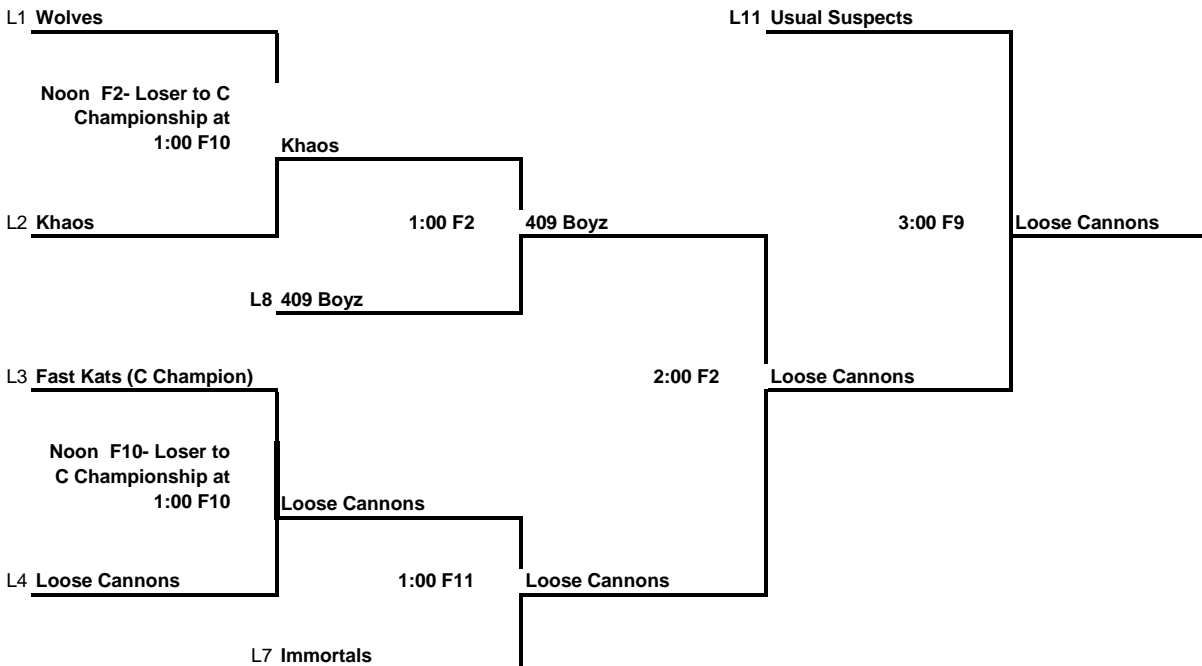 L1 Wolves
L11 Usual Suspects
Noon F2- Loser to C
Championship at
1:00 F10
Khaos
L2 Khaos
1:00 F2
409 Boyz
3:00 F9
Loose Cannons
L8 409 Boyz
L3 Fast Kats (C Champion)
2:00 F2
Loose Cannons
Noon F10- Loser to
C Championship at
1:00 F10
Loose Cannons
L4 Loose Cannons
1:00 F11
Loose Cannons
L7 Immortals